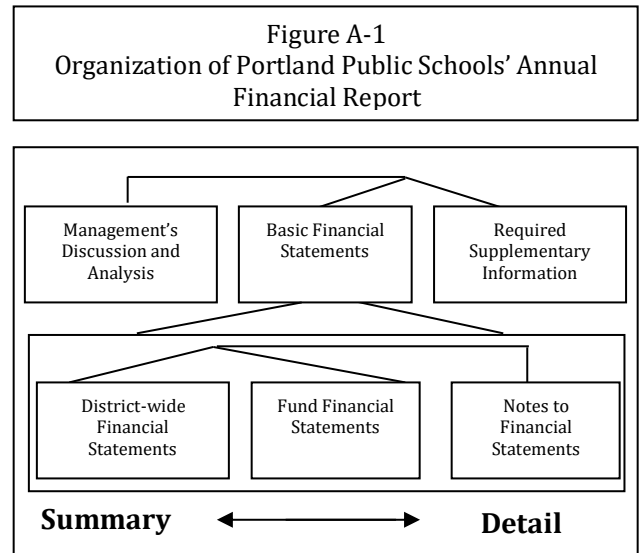 Figure A-1
Organization of Portland Public Schools’ Annual
Financial Report
Management’s
Discussion and
Analysis
Basic Financial
Statements
Required
Supplementary
Information
District-wide
Financial
Statements
Fund Financial
Statements
Notes to
Financial
Statements
Summary
Detail